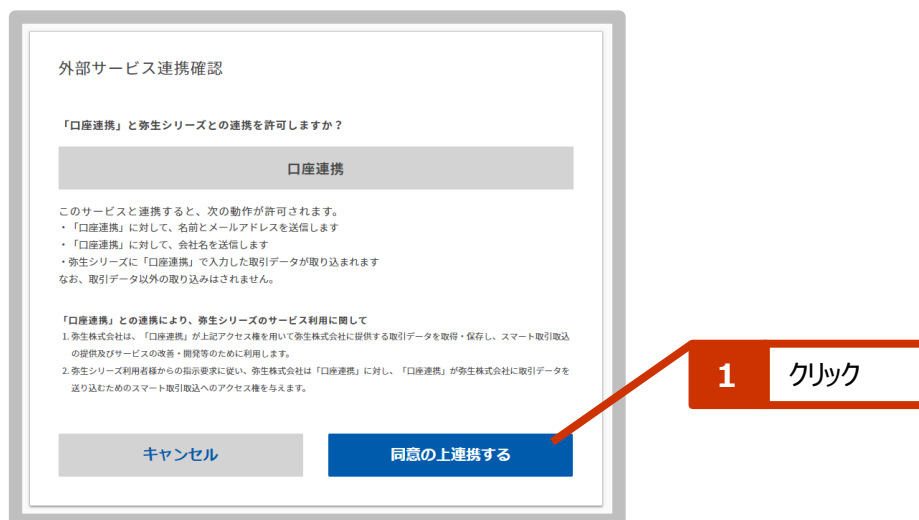 外部サービス連携確認
「口座連携」と弥生シリーズとの連携を許可しますか？
口座連携
このサービスと連携すると、次の動作が許可されます。
・「口座連携」に対して、名前とメールアドレスを送信します
・「口座連携」に対して、会社名を送信します
・弥生シリーズに「口座連携」で入力した取引データが取り込まれます
なお、取引データ以外の取り込みはされません。
「口座連携」との連携により、弥生シリーズのサービス利用に関して
1. 弥生株式会社は、「口座連携」が上記アクセス権を用いて弥生株式会社に提供する取引データを取得・保存し、スマート取引取込
の提供及びサービスの改善・開発等のために利用します。
2. 弥生シリーズ利用者様からの指示要求に従い、弥生株式会社は「口座連携」に対し、「口座連携」が弥生株式会社に取引データを
送り込むためのスマート取引取込へのアクセス権を与えます。
キャンセル
同意の上連携する
1 クリック